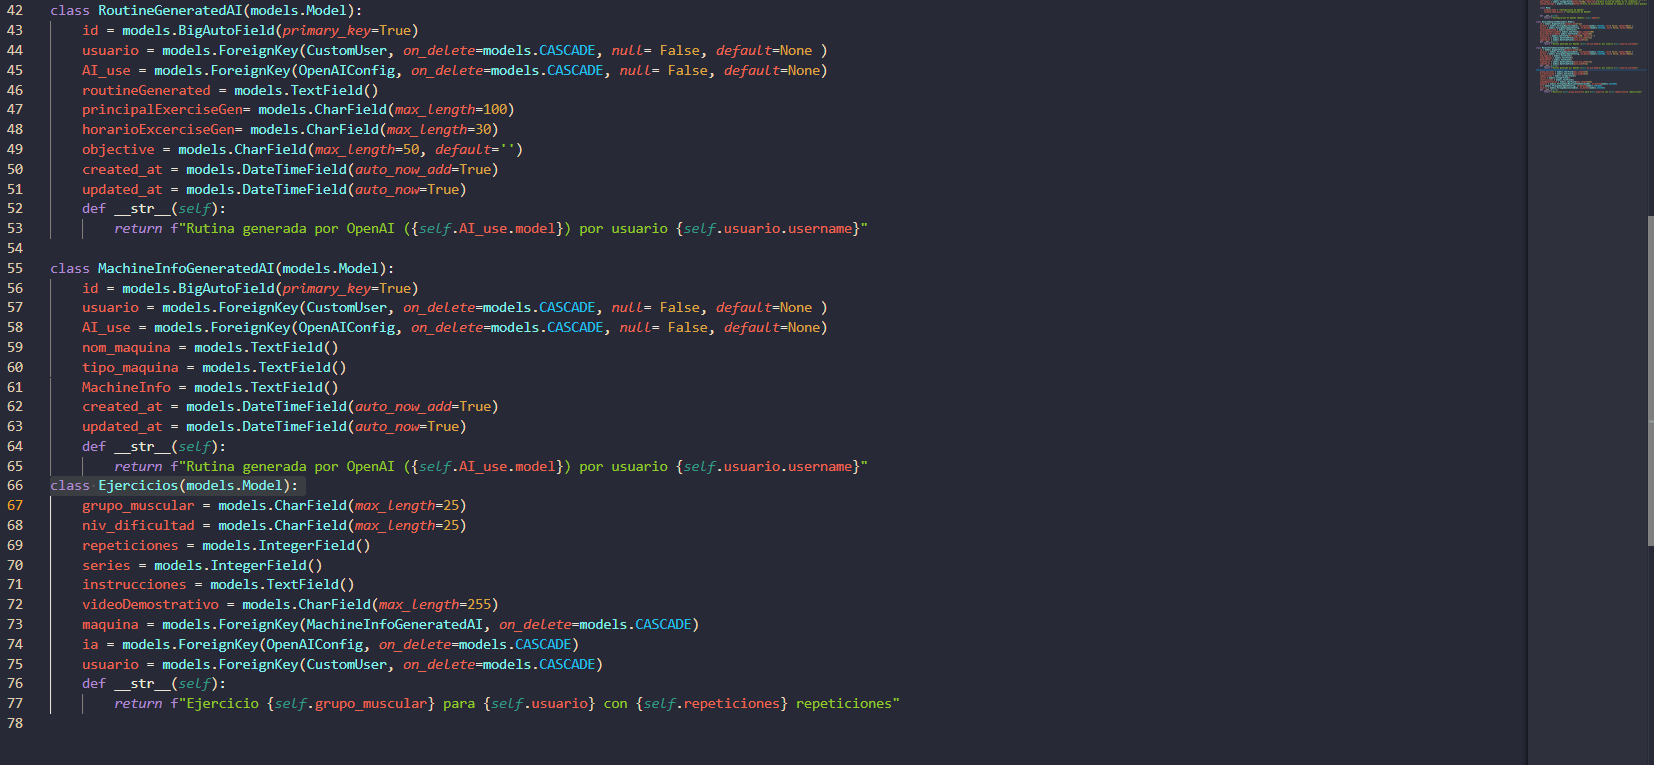 42 class RoutineGeneratedAI(models.Model):
43     id = models.BigAutoField(primary_key=True)
44     usuario = models.ForeignKey(CustomUser, on_delete=models.CASCADE, null= False, default=None )
45     AI_use = models.ForeignKey(OpenAIConfig, on_delete=models.CASCADE, null= False, default=None)
46     routineGenerated = models.TextField()
47     principalExerciseGen= models.CharField(max_length=100)
48     horarioExcerciseGen= models.CharField(max_length=30)
49     objective = models.CharField(max_length=50, default='')
50     created_at = models.DateTimeField(auto_now_add=True)
51     updated_at = models.DateTimeField(auto_now=True)
52     def __str__(self):
53         return f"Rutina generada por OpenAI ({self.AI_use.model}) por usuario {self.usuario.username}"
54
55 class MachineInfoGeneratedAI(models.Model):
56     id = models.BigAutoField(primary_key=True)
57     usuario = models.ForeignKey(CustomUser, on_delete=models.CASCADE, null= False, default=None )
58     AI_use = models.ForeignKey(OpenAIConfig, on_delete=models.CASCADE, null= False, default=None)
59     nom_maquina = models.TextField()
60     tipo_maquina = models.TextField()
61     MachineInfo = models.TextField()
62     created_at = models.DateTimeField(auto_now_add=True)
63     updated_at = models.DateTimeField(auto_now=True)
64     def __str__(self):
65         return f"Rutina generada por OpenAI ({self.AI_use.model}) por usuario {self.usuario.username}"
66 class Ejercicios(models.Model):
67     grupo_muscular = models.CharField(max_length=25)
68     niv_dificultad = models.CharField(max_length=25)
69     repeticiones = models.IntegerField()
70     series = models.IntegerField()
71     instrucciones = models.TextField()
72     videoDemostrativo = models.CharField(max_length=255)
73     maquina = models.ForeignKey(MachineInfoGeneratedAI, on_delete=models.CASCADE)
74     ia = models.ForeignKey(OpenAIConfig, on_delete=models.CASCADE)
75     usuario = models.ForeignKey(CustomUser, on_delete=models.CASCADE)
76     def __str__(self):
77         return f"Ejercicio {self.grupo_muscular} para {self.usuario} con {self.repeticiones} repeticiones"
78